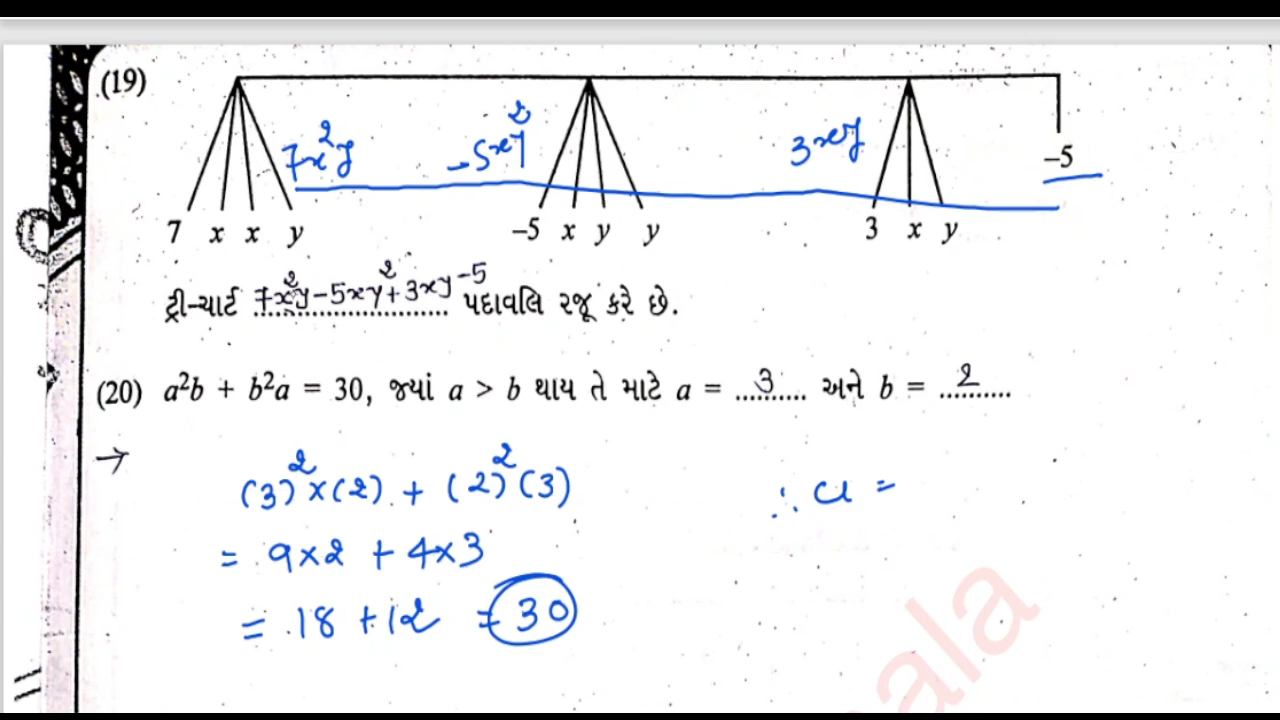 (19)
7x²y -5xy² 3xy -5
7 x x y -5 x y y 3 x y
ટ્રી-ચાર્ટ 7x²y-5xy²+3xy-5 પદાવલિ રજૂ કરે છે.
(20) a²b + b²a = 30, જ્યાં a > b થાય તે માટે a = ...3... અને b = ...2...
→ (3)²×(2) + (2)²(3) ∴ a =
= 9×2 + 4×3
= 18 + 12 = 30
ala